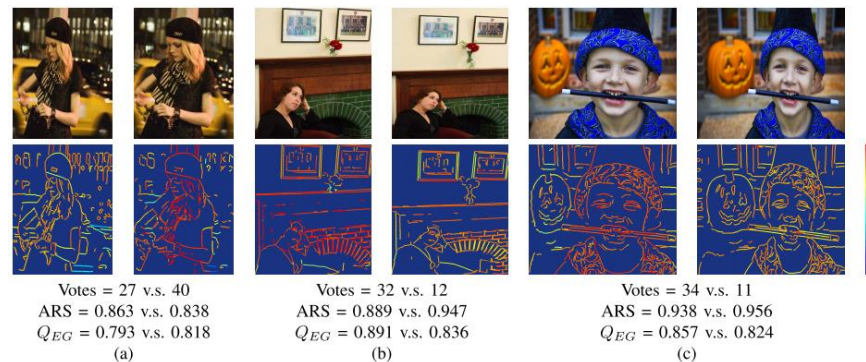 Votes = 27 v.s. 40
ARS = 0.863 v.s. 0.838
Q_EG = 0.793 v.s. 0.818
(a)
Votes = 32 v.s. 12
ARS = 0.889 v.s. 0.947
Q_EG = 0.891 v.s. 0.836
(b)
Votes = 34 v.s. 11
ARS = 0.938 v.s. 0.956
Q_EG = 0.857 v.s. 0.824
(c)